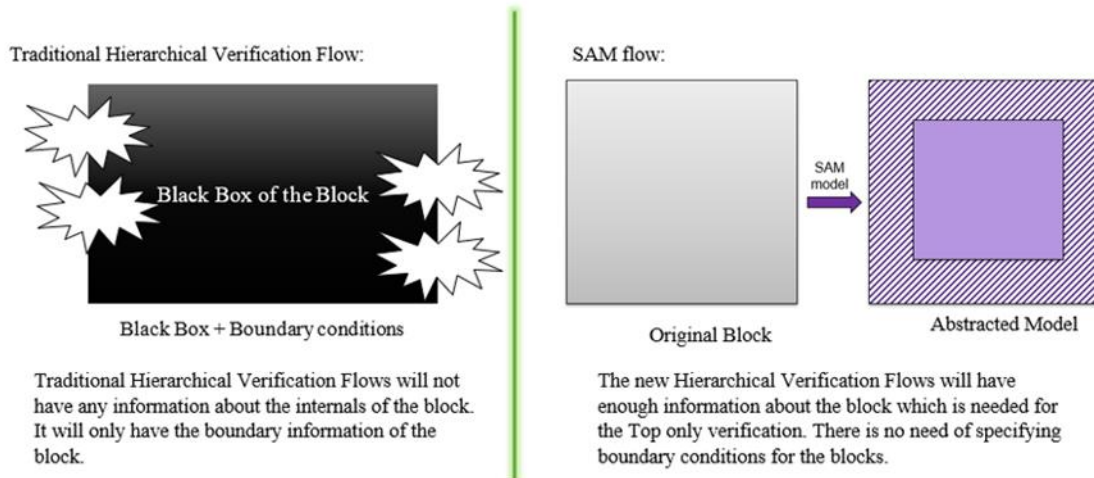 Traditional Hierarchical Verification Flow:
Black Box of the Block
Black Box + Boundary conditions
Traditional Hierarchical Verification Flows will not
have any information about the internals of the block.
It will only have the boundary information of the
block.
SAM flow:
SAM
model
Original Block
Abstracted Model
The new Hierarchical Verification Flows will have
enough information about the block which is needed for
the Top only verification. There is no need of specifying
boundary conditions for the blocks.